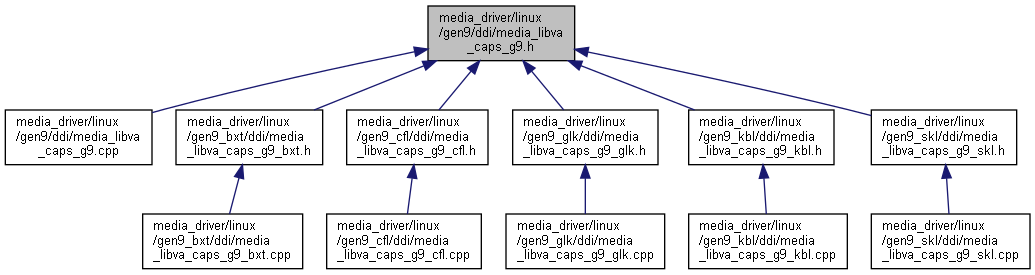 media_driver/linux
/gen9/ddi/media_libva
_caps_g9.h
media_driver/linux
/gen9/ddi/media_libva
_caps_g9.cpp
media_driver/linux
/gen9_bxt/ddi/media
_libva_caps_g9_bxt.h
media_driver/linux
/gen9_cfl/ddi/media
_libva_caps_g9_cfl.h
media_driver/linux
/gen9_glk/ddi/media
_libva_caps_g9_glk.h
media_driver/linux
/gen9_kbl/ddi/media
_libva_caps_g9_kbl.h
media_driver/linux
/gen9_skl/ddi/media
_libva_caps_g9_skl.h
media_driver/linux
/gen9_bxt/ddi/media
_libva_caps_g9_bxt.cpp
media_driver/linux
/gen9_cfl/ddi/media
_libva_caps_g9_cfl.cpp
media_driver/linux
/gen9_glk/ddi/media
_libva_caps_g9_glk.cpp
media_driver/linux
/gen9_kbl/ddi/media
_libva_caps_g9_kbl.cpp
media_driver/linux
/gen9_skl/ddi/media
_libva_caps_g9_skl.cpp